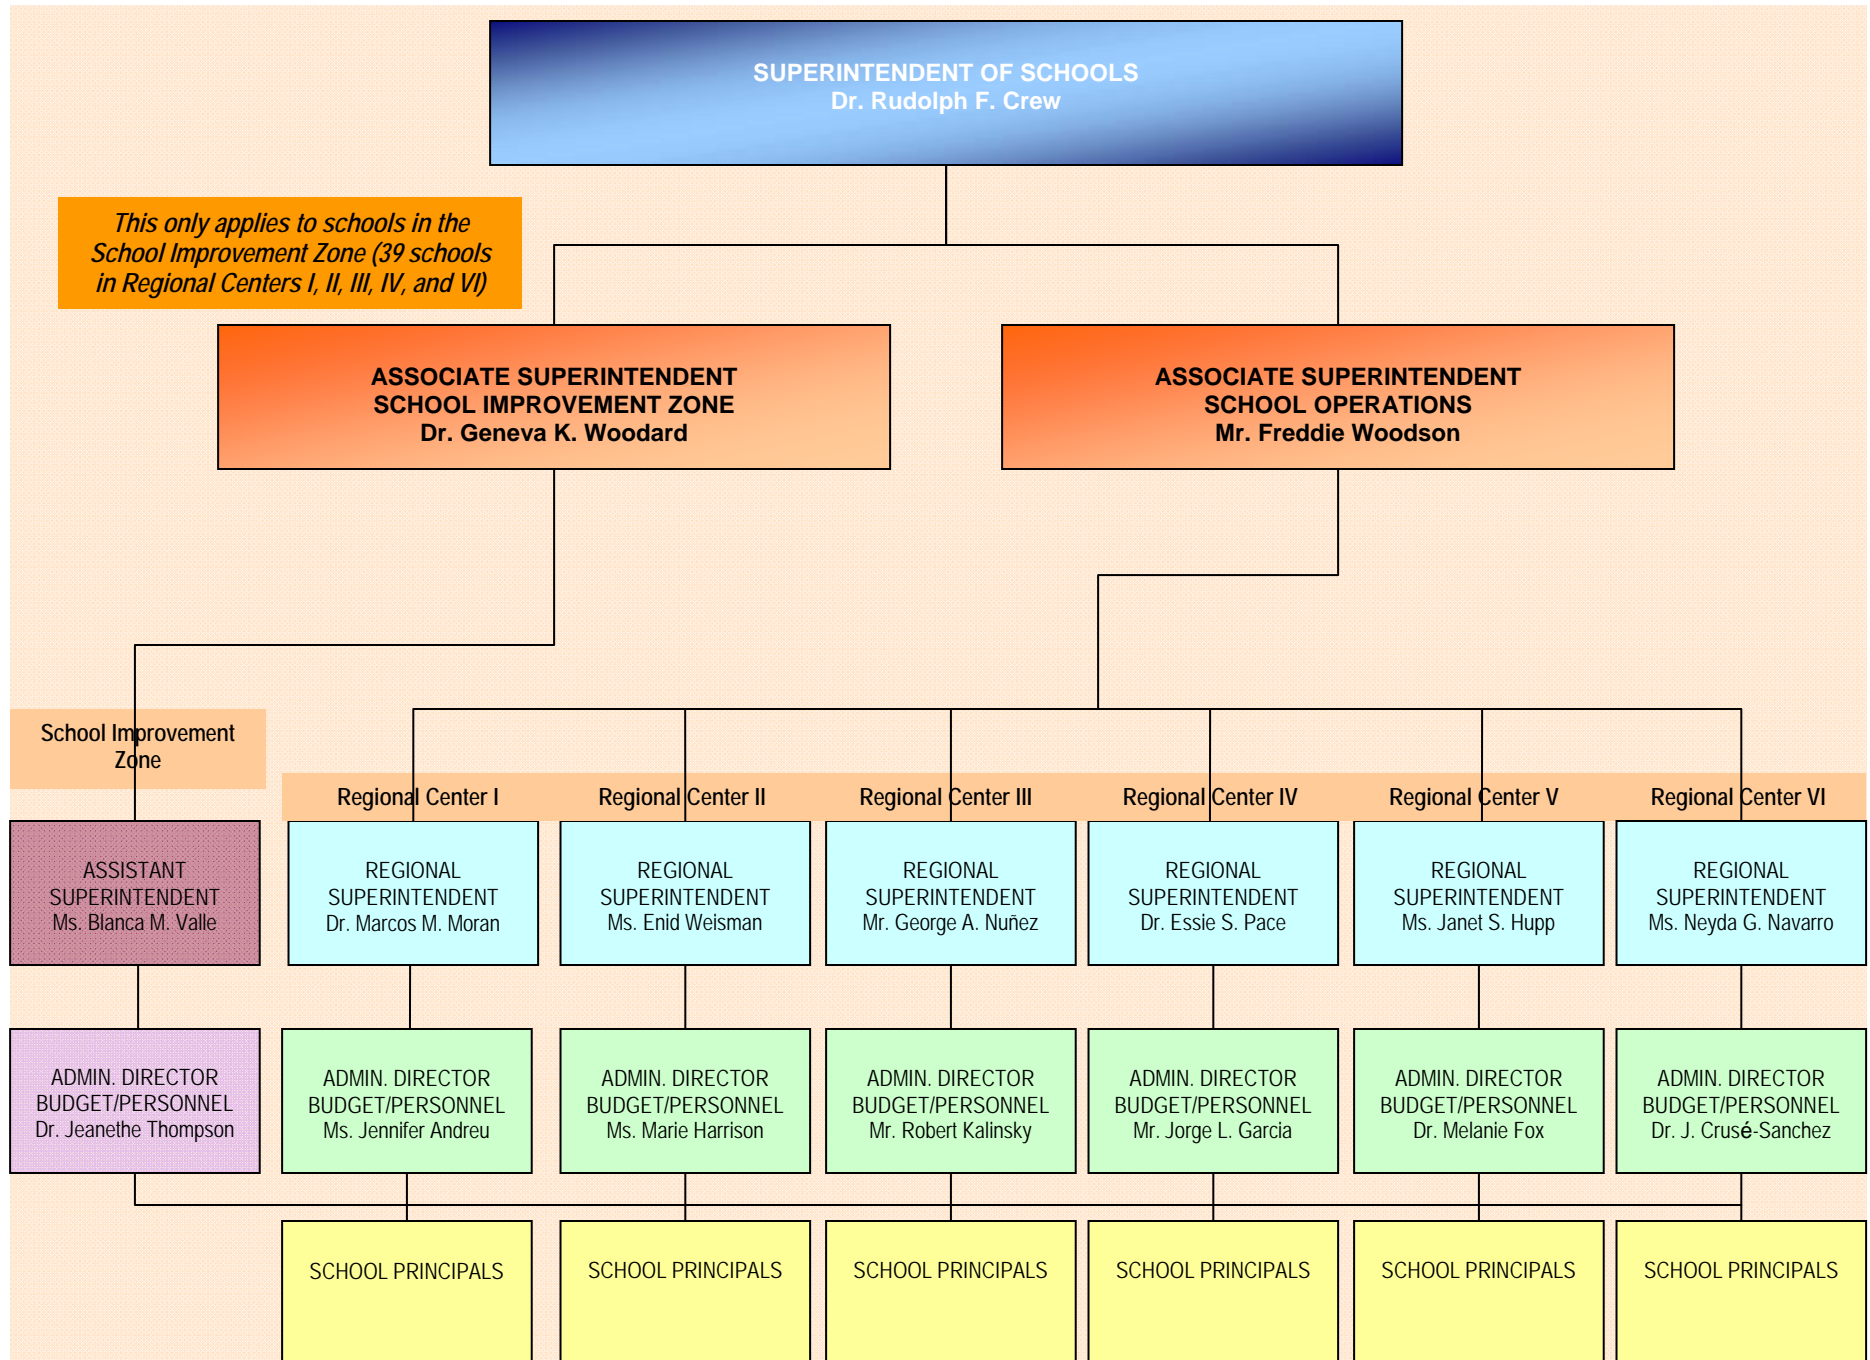 SUPERINTENDENT OF SCHOOLS
Dr. Rudolph F. Crew
This only applies to schools in the
School Improvement Zone (39 schools
in Regional Centers I, II, III, IV, and VI)
ASSOCIATE SUPERINTENDENT
SCHOOL IMPROVEMENT ZONE
Dr. Geneva K. Woodard
ASSOCIATE SUPERINTENDENT
SCHOOL OPERATIONS
Mr. Freddie Woodson
School Improvement
Zone
Regional Center I
Regional Center II
Regional Center III
Regional Center IV
Regional Center V
Regional Center VI
ASSISTANT
SUPERINTENDENT
Ms. Blanca M. Valle
REGIONAL
SUPERINTENDENT
Dr. Marcos M. Moran
REGIONAL
SUPERINTENDENT
Ms. Enid Weisman
REGIONAL
SUPERINTENDENT
Mr. George A. Nuñez
REGIONAL
SUPERINTENDENT
Dr. Essie S. Pace
REGIONAL
SUPERINTENDENT
Ms. Janet S. Hupp
REGIONAL
SUPERINTENDENT
Ms. Neyda G. Navarro
ADMIN. DIRECTOR
BUDGET/PERSONNEL
Dr. Jeanethe Thompson
ADMIN. DIRECTOR
BUDGET/PERSONNEL
Ms. Jennifer Andreu
ADMIN. DIRECTOR
BUDGET/PERSONNEL
Ms. Marie Harrison
ADMIN. DIRECTOR
BUDGET/PERSONNEL
Mr. Robert Kalinsky
ADMIN. DIRECTOR
BUDGET/PERSONNEL
Mr. Jorge L. Garcia
ADMIN. DIRECTOR
BUDGET/PERSONNEL
Dr. Melanie Fox
ADMIN. DIRECTOR
BUDGET/PERSONNEL
Dr. J. Crusé-Sanchez
SCHOOL PRINCIPALS
SCHOOL PRINCIPALS
SCHOOL PRINCIPALS
SCHOOL PRINCIPALS
SCHOOL PRINCIPALS
SCHOOL PRINCIPALS